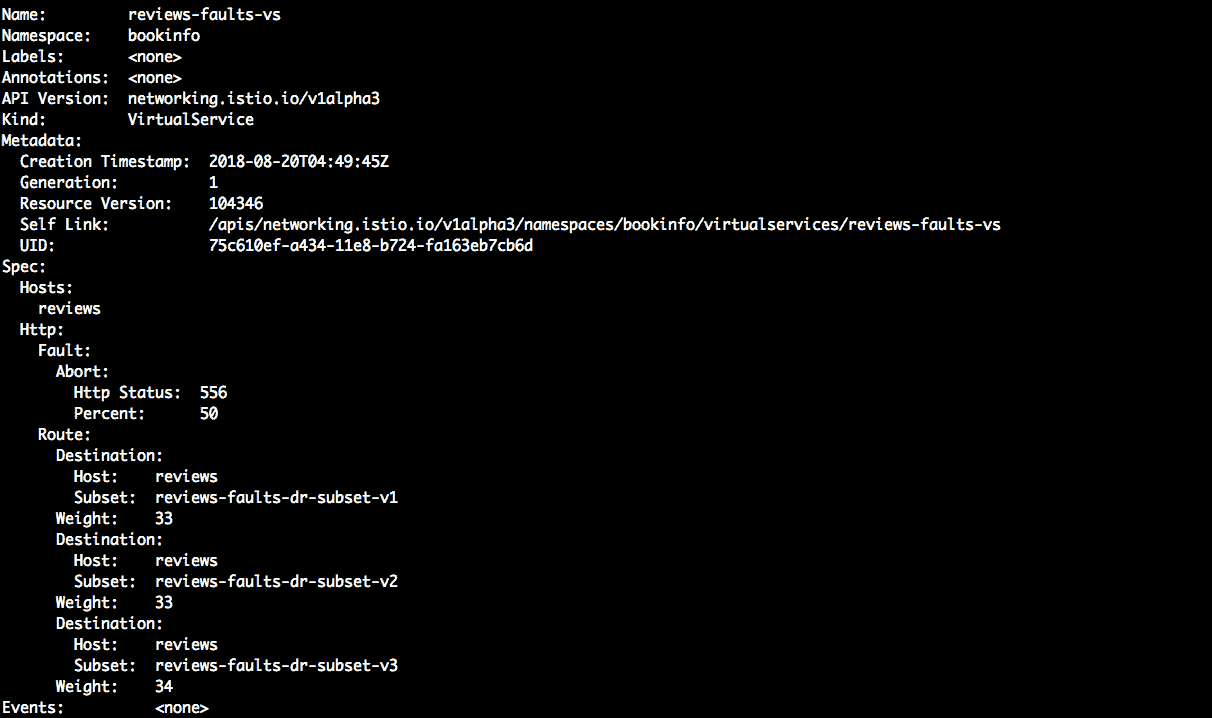 Name:         reviews-faults-vs
Namespace:    bookinfo
Labels:       <none>
Annotations:  <none>
API Version:  networking.istio.io/v1alpha3
Kind:         VirtualService
Metadata:
  Creation Timestamp:  2018-08-20T04:49:45Z
  Generation:          1
  Resource Version:    104346
  Self Link:           /apis/networking.istio.io/v1alpha3/namespaces/bookinfo/virtualservices/reviews-faults-vs
  UID:                 75c610ef-a434-11e8-b724-fa163eb7cb6d
Spec:
  Hosts:
    reviews
  Http:
    Fault:
      Abort:
        Http Status:  556
        Percent:      50
    Route:
      Destination:
        Host:    reviews
        Subset:  reviews-faults-dr-subset-v1
      Weight:    33
      Destination:
        Host:    reviews
        Subset:  reviews-faults-dr-subset-v2
      Weight:    33
      Destination:
        Host:    reviews
        Subset:  reviews-faults-dr-subset-v3
      Weight:    34
Events:          <none>